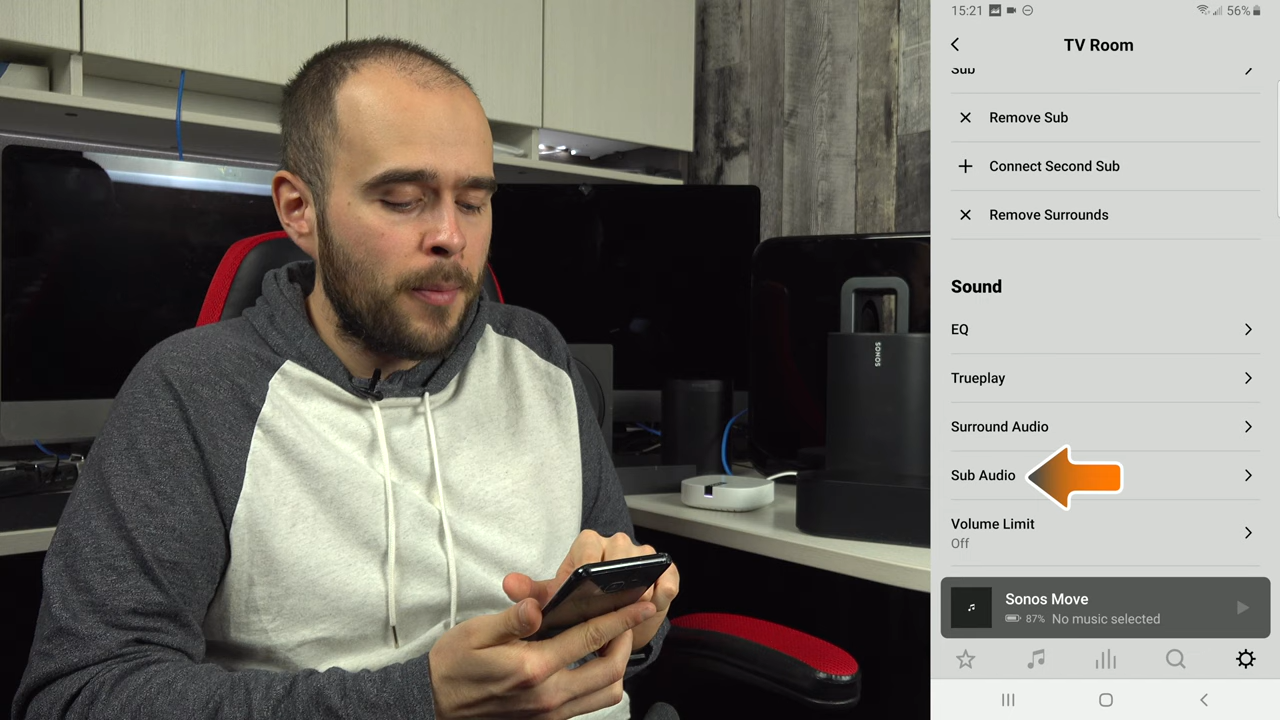 SONOS
15:21
56%
TV Room
Sub
Remove Sub
Connect Second Sub
Remove Surrounds
Sound
EQ
Trueplay
Surround Audio
Sub Audio
Volume Limit
Off
Sonos Move
87% No music selected